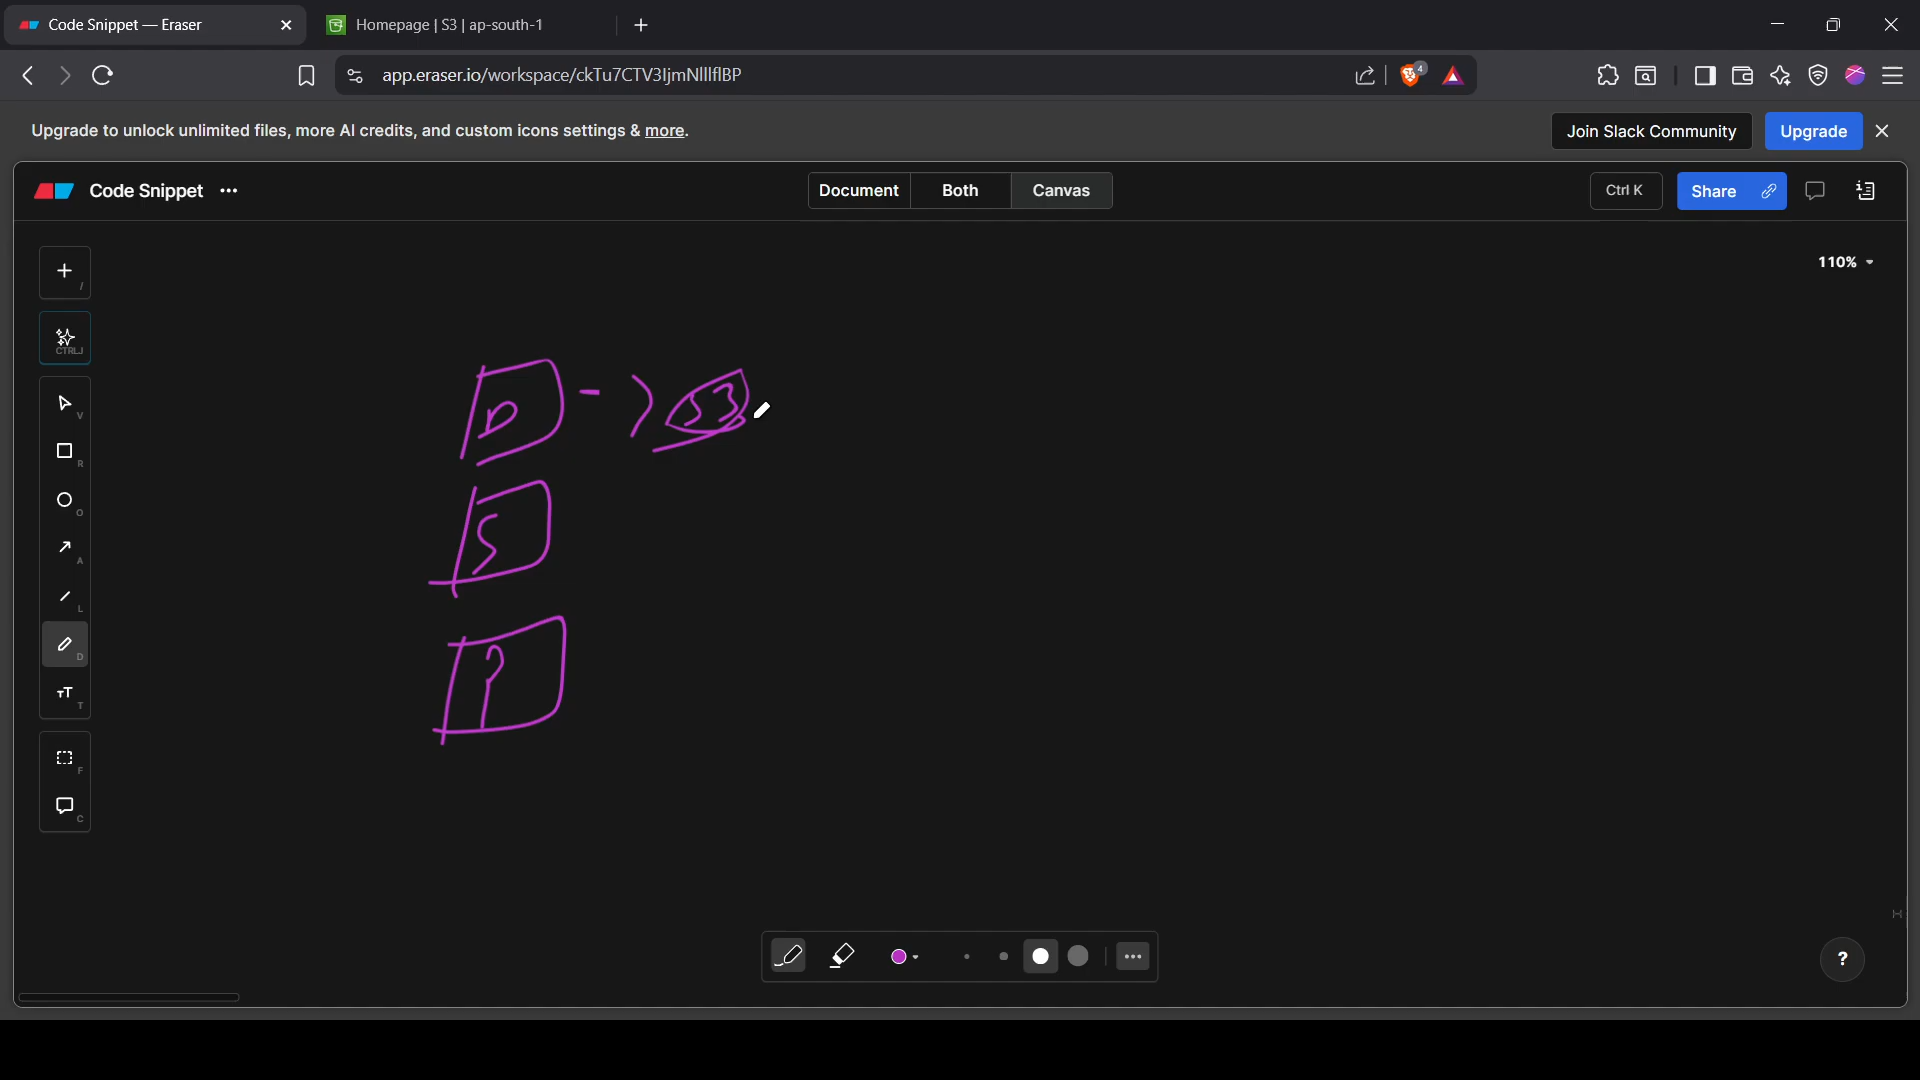 Code Snippet — Eraser
Homepage | S3 | ap-south-1
app.eraser.io/workspace/ckTu7CTV3ljmNlllflBP
4
Upgrade to unlock unlimited files, more AI credits, and custom icons settings & more.
Join Slack Community
Upgrade
Code Snippet
Document
Both
Canvas
Ctrl K
Share
110%
/
CTRL J
V
R
O
A
L
D
T
F
C
D
S3
S
P
?